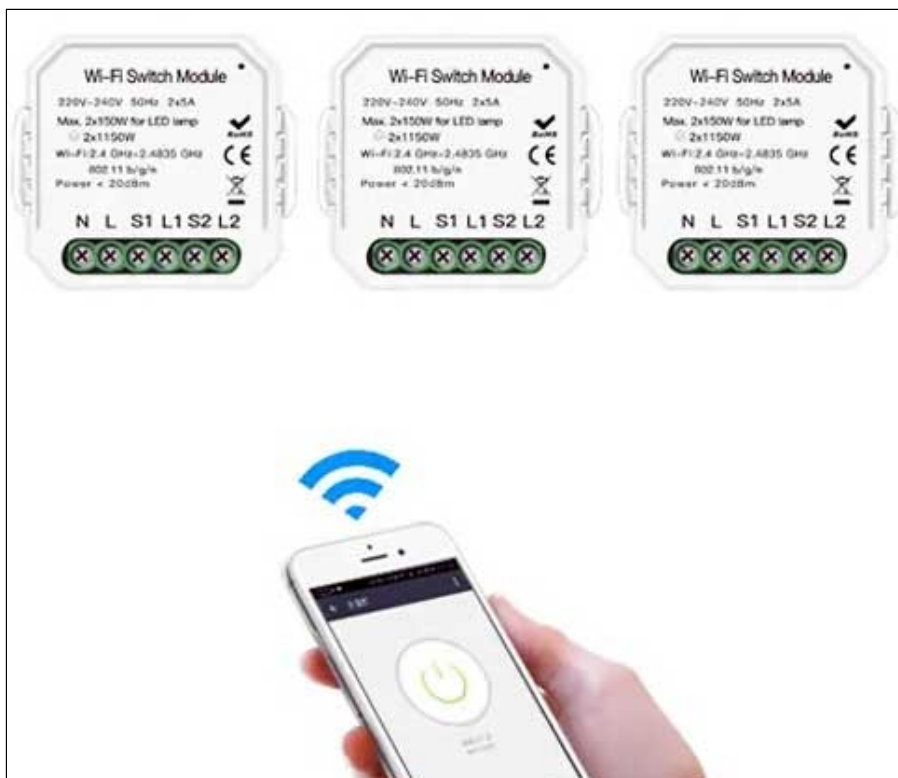 Wi-Fi Switch Module
220V-240V 50Hz 2x5A
Max. 2x150W for LED lamp
2x1150W
RoHS
Wi-Fi:2.4 GHz-2.4835 GHz
CE
802.11 b/g/n
Power < 20dBm
N L S1 L1 S2 L2
Wi-Fi Switch Module
220V-240V 50Hz 2x5A
Max. 2x150W for LED lamp
2x1150W
RoHS
Wi-Fi:2.4 GHz-2.4835 GHz
CE
802.11 b/g/n
Power < 20dBm
N L S1 L1 S2 L2
Wi-Fi Switch Module
220V-240V 50Hz 2x5A
Max. 2x150W for LED lamp
2x1150W
RoHS
Wi-Fi:2.4 GHz-2.4835 GHz
CE
802.11 b/g/n
Power < 20dBm
N L S1 L1 S2 L2